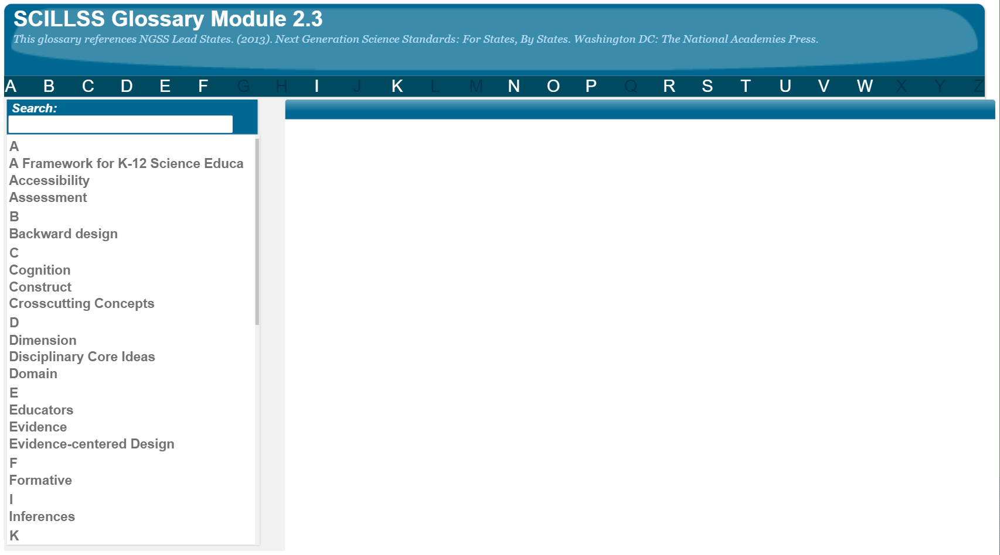 SCILLSS Glossary Module 2.3
This glossary references NGSS Lead States. (2013). Next Generation Science Standards: For States, By States. Washington DC: The National Academies Press.
A B C D E F G H I J K L M N O P Q R S T U V W X Y Z
Search:
A
A Framework for K-12 Science Educa
Accessibility
Assessment
B
Backward design
C
Cognition
Construct
Crosscutting Concepts
D
Dimension
Disciplinary Core Ideas
Domain
E
Educators
Evidence
Evidence-centered Design
F
Formative
I
Inferences
K